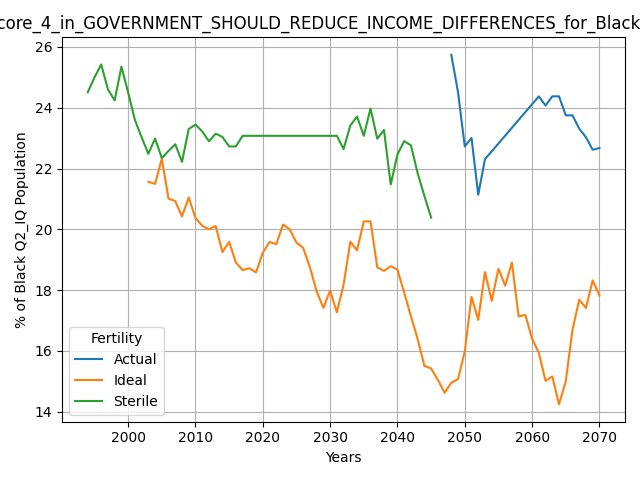 core_4_in_GOVERNMENT_SHOULD_REDUCE_INCOME_DIFFERENCES_for_Black
26
24
22
20
18
16
14
% of Black Q2_IQ Population
Fertility
Actual
Ideal
Sterile
2000 2010 2020 2030 2040 2050 2060 2070
Years